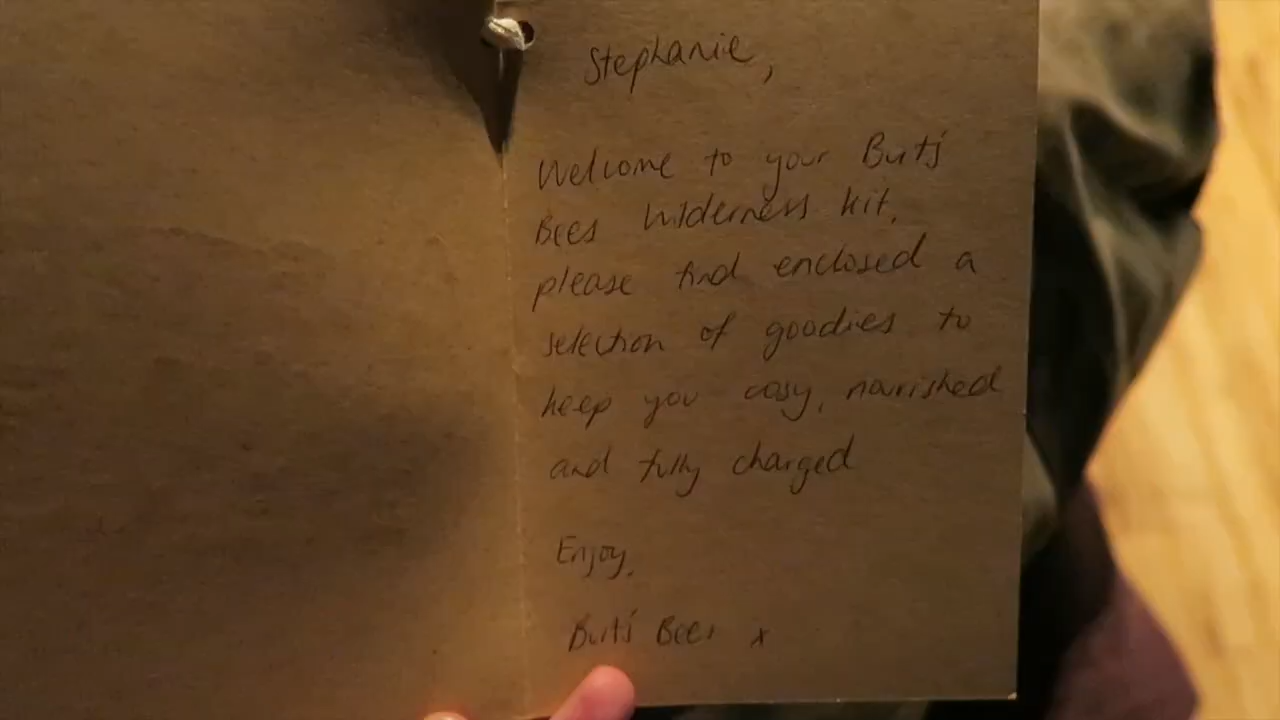 Stephanie,
Welcome to your Burt's
Bees Wilderness kit,
please find enclosed a
selection of goodies to
keep you cosy, nourished
and fully charged
Enjoy,
Burt's Bees x